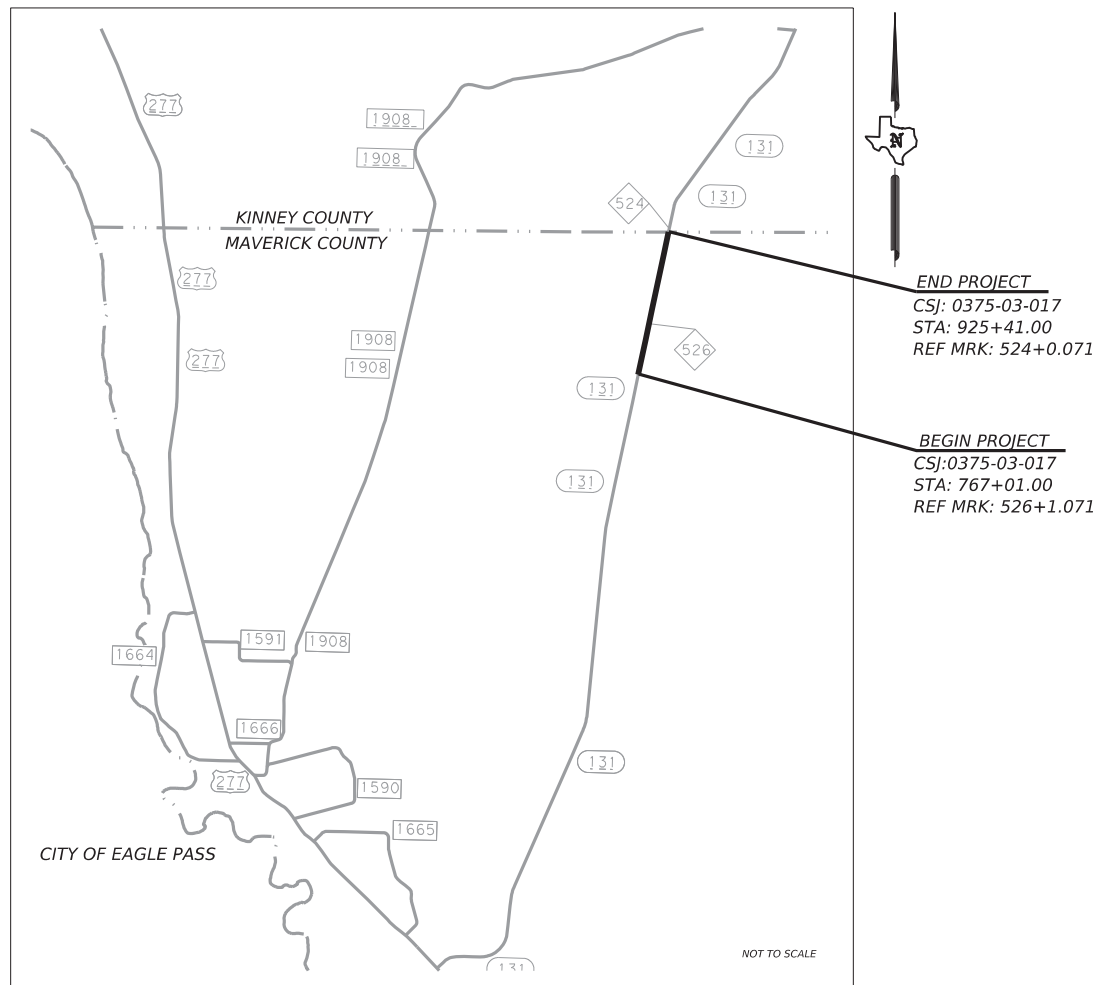 277
1908
1908
131
131
N
524
KINNEY COUNTY
MAVERICK COUNTY
277
END PROJECT
CSJ: 0375-03-017
STA: 925+41.00
REF MRK: 524+0.071
1908
526
277
1908
131
BEGIN PROJECT
CSJ:0375-03-017
STA: 767+01.00
REF MRK: 526+1.071
131
1591
1908
1664
1666
131
277
1590
1665
CITY OF EAGLE PASS
NOT TO SCALE
131